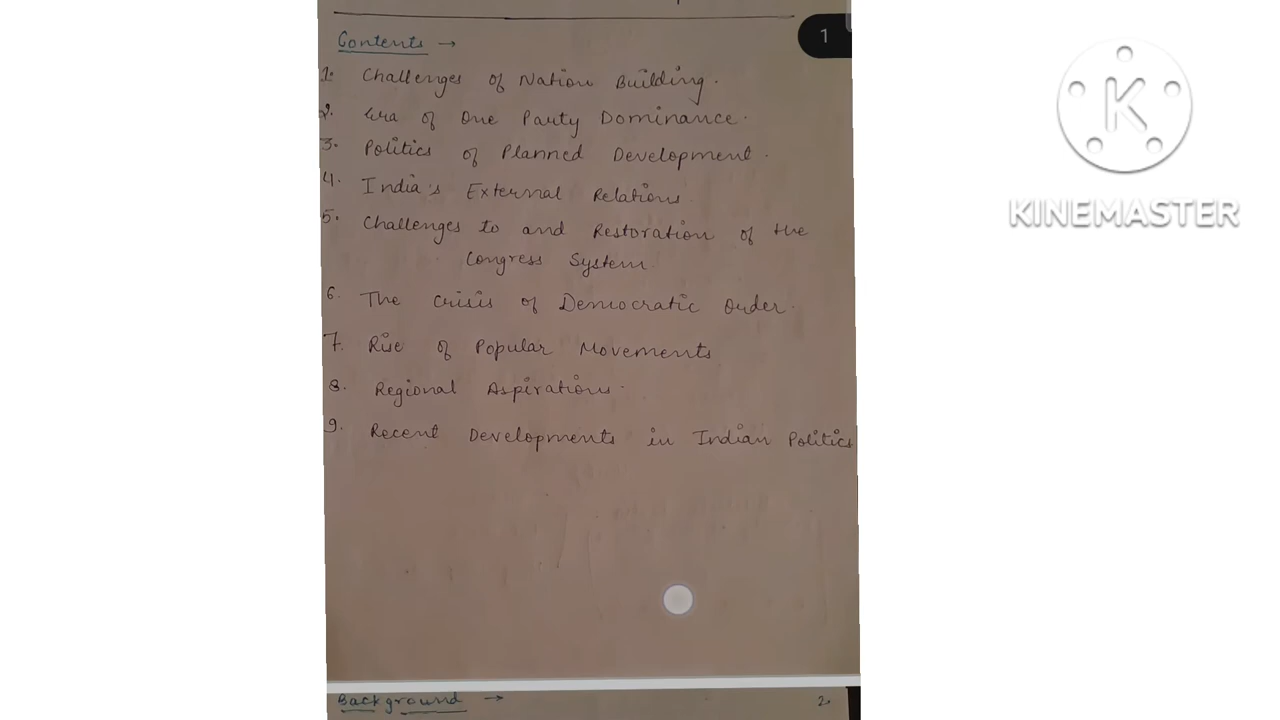 Contents →
1
1. Challenges of Nation Building.
2. Era of One Party Dominance.
3. Politics of Planned Development.
4. India's External Relations.
5. Challenges to and Restoration of the
Congress System.
6. The Crisis of Democratic Order.
7. Rise of Popular Movements
8. Regional Aspirations.
9. Recent Developments in Indian Politics
Background →
2.
K
KINEMASTER